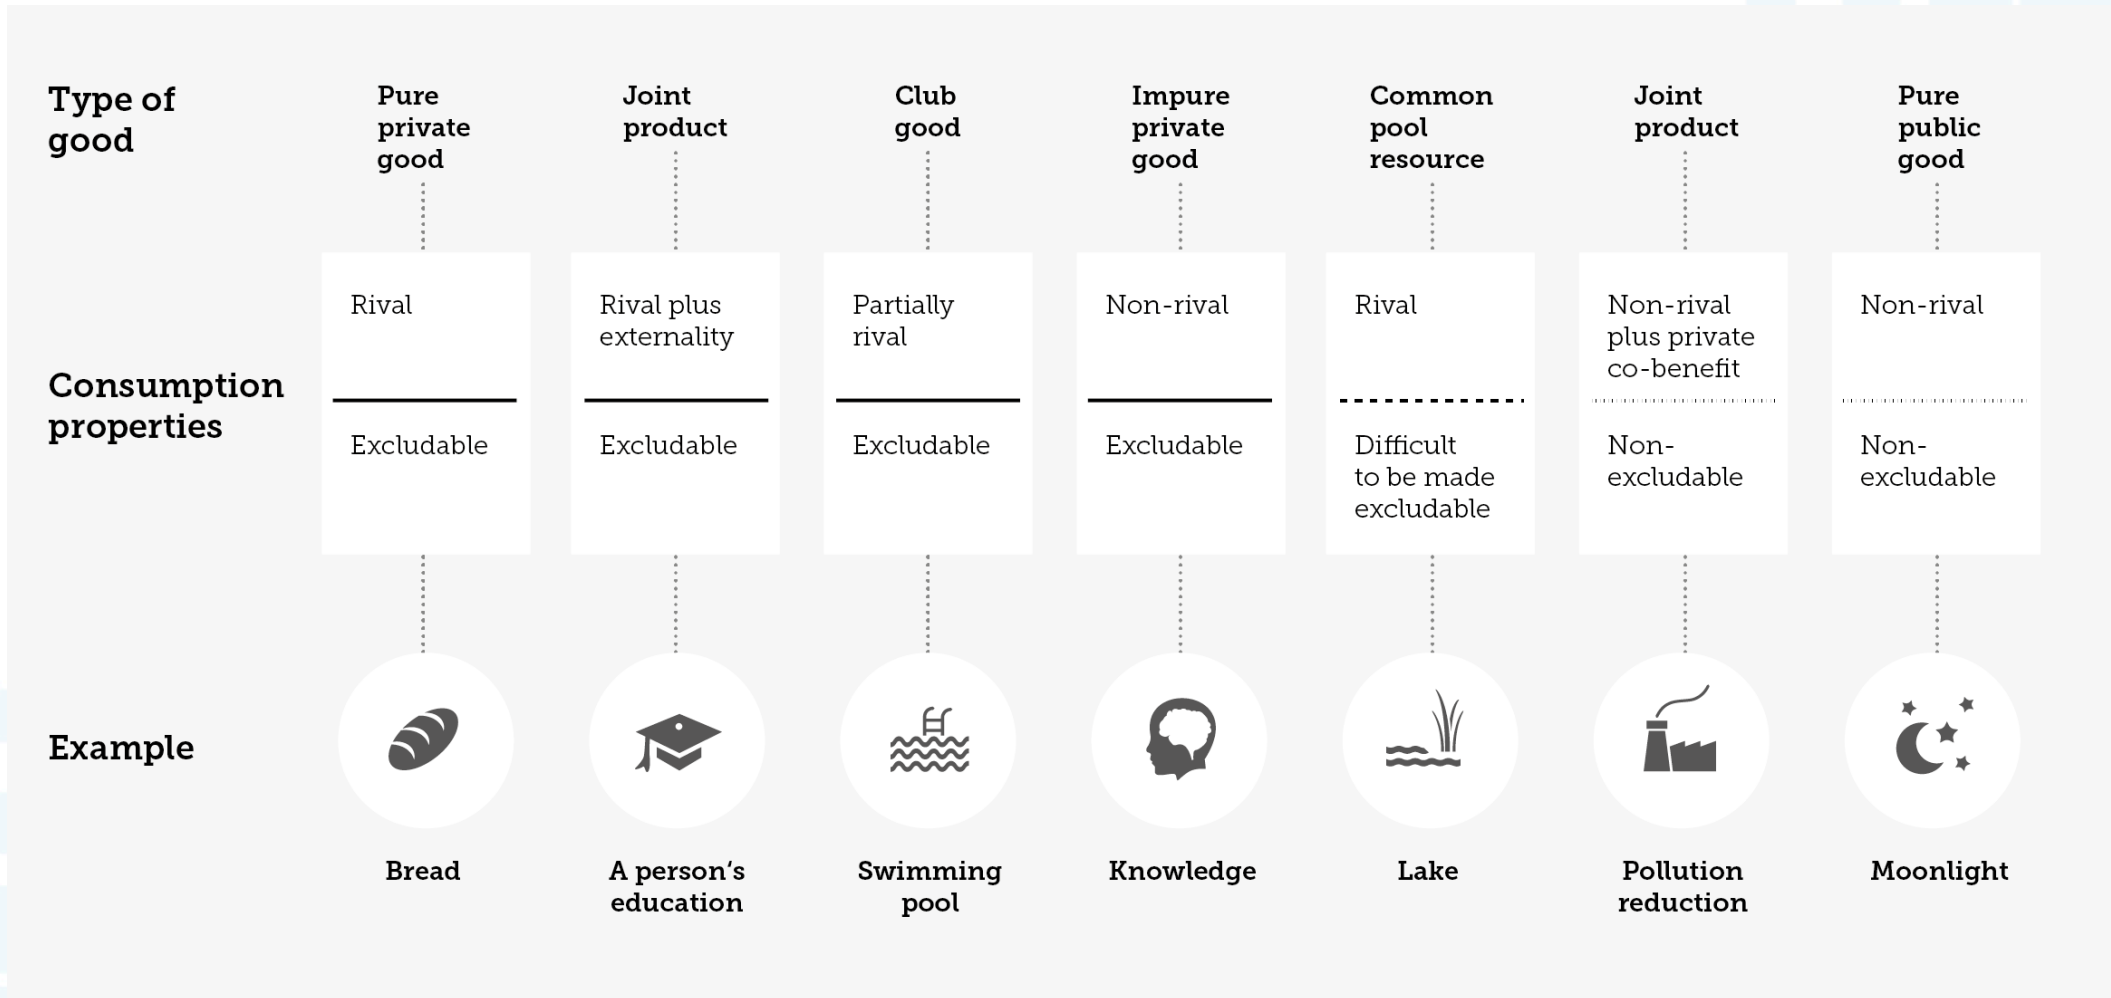 Type of
good
Pure
private
good
Joint
product
Club
good
Impure
private
good
Common
pool
resource
Joint
product
Pure
public
good
Consumption
properties
Rival
Excludable
Rival plus
externality
Excludable
Partially
rival
Excludable
Non-rival
Excludable
Rival
Difficult
to be made
excludable
Non-rival
plus private
co-benefit
Non-
excludable
Non-rival
Non-
excludable
Example
Bread
A person‘s
education
Swimming
pool
Knowledge
Lake
Pollution
reduction
Moonlight